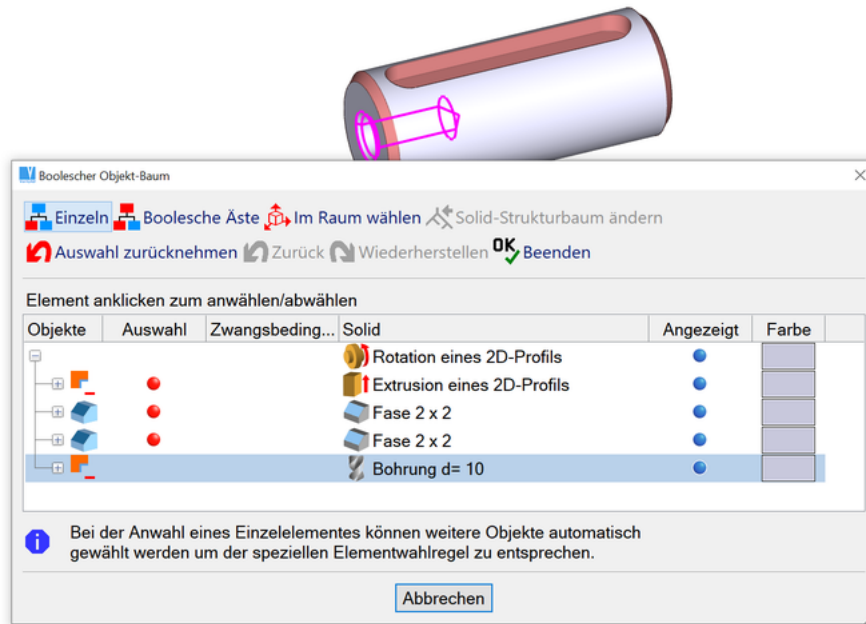 Boolescher Objekt-Baum
Einzeln Boolesche Äste Im Raum wählen Solid-Strukturbaum ändern
Auswahl zurücknehmen Zurück Wiederherstellen OK Beenden
Element anklicken zum anwählen/abwählen
Objekte Auswahl Zwangsbeding... Solid Angezeigt Farbe
Rotation eines 2D-Profils
Extrusion eines 2D-Profils
Fase 2 x 2
Fase 2 x 2
Bohrung d= 10
Bei der Anwahl eines Einzelelementes können weitere Objekte automatisch
gewählt werden um der speziellen Elementwahlregel zu entsprechen.
Abbrechen